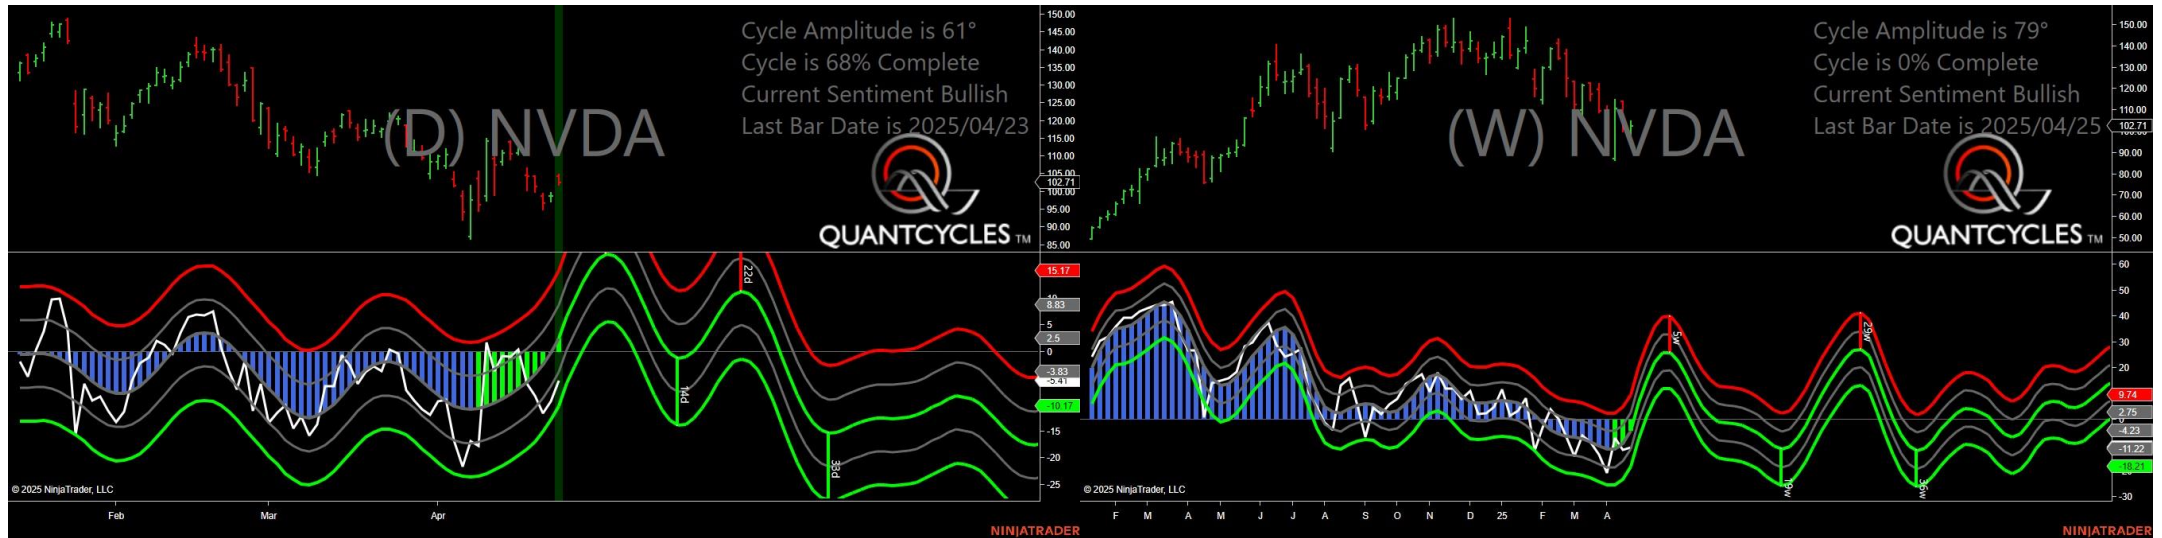 Cycle Amplitude is 61°
Cycle is 68% Complete
Current Sentiment Bullish
Last Bar Date is 2025/04/23
(D) NVDA
QUANTCYCLES TM
150.00
145.00
140.00
135.00
130.00
125.00
120.00
115.00
110.00
105.00
102.71
100.00
95.00
90.00
85.00
22d
14d
33d
15.17
10
8.83
5
2.5
0
-3.83
-5.41
-10.17
-15
-20
-25
© 2025 NinjaTrader, LLC
Feb Mar Apr
NINJATRADER
Cycle Amplitude is 79°
Cycle is 0% Complete
Current Sentiment Bullish
Last Bar Date is 2025/04/25
(W) NVDA
QUANTCYCLES TM
150.00
140.00
130.00
120.00
110.00
102.71
100.00
90.00
80.00
70.00
60.00
50.00
5w
29w
19w
36w
60
50
40
30
20
9.74
2.75
0
-4.23
-11.22
-18.21
-30
© 2025 NinjaTrader, LLC
F M A M J J A S O N D 25 F M A
NINJATRADER